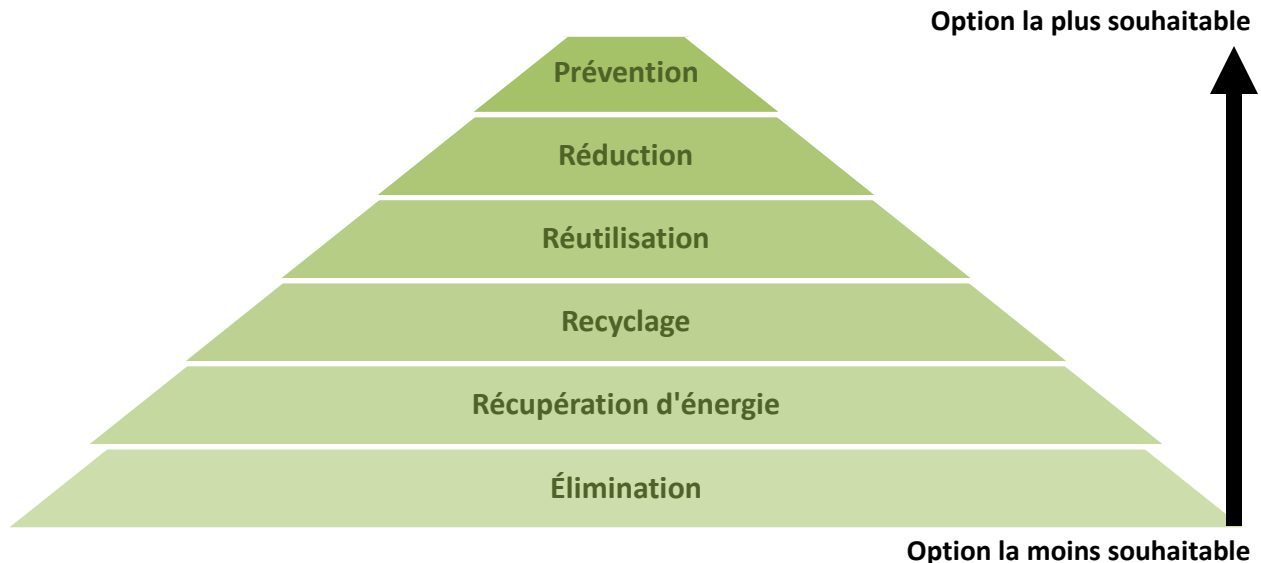 Option la plus souhaitable
Prévention
Réduction
Réutilisation
Recyclage
Récupération d'énergie
Élimination
Option la moins souhaitable